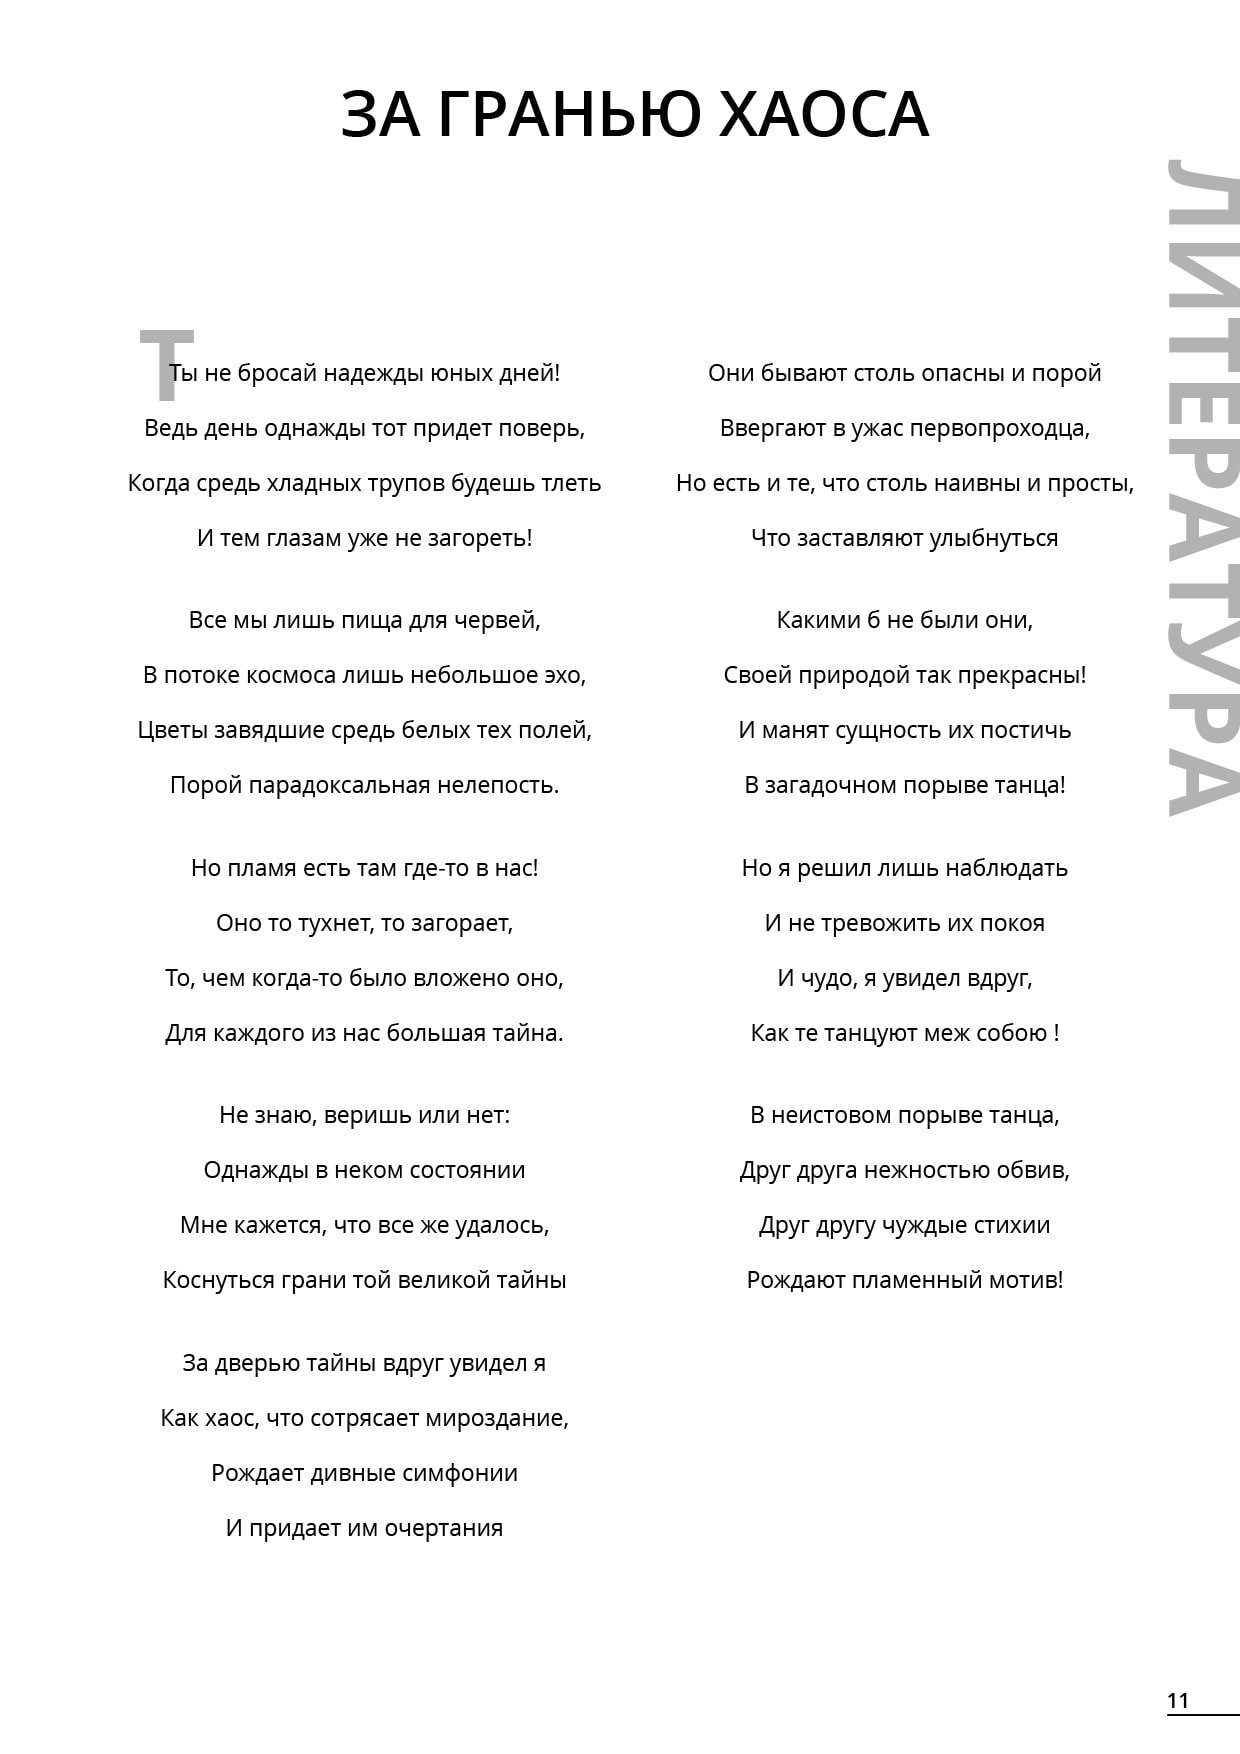 ЗА ГРАНЬЮ ХАОСА
ЛИТЕРАТУРА
Т
Ты не бросай надежды юных дней!
Ведь день однажды тот придет поверь,
Когда средь хладных трупов будешь тлеть
И тем глазам уже не загореть!
Все мы лишь пища для червей,
В потоке космоса лишь небольшое эхо,
Цветы завядшие средь белых тех полей,
Порой парадоксальная нелепость.
Но пламя есть там где-то в нас!
Оно то тухнет, то загорает,
То, чем когда-то было вложено оно,
Для каждого из нас большая тайна.
Не знаю, веришь или нет:
Однажды в неком состоянии
Мне кажется, что все же удалось,
Коснуться грани той великой тайны
За дверью тайны вдруг увидел я
Как хаос, что сотрясает мироздание,
Рождает дивные симфонии
И придает им очертания
Они бывают столь опасны и порой
Ввергают в ужас первопроходца,
Но есть и те, что столь наивны и просты,
Что заставляют улыбнуться
Какими б не были они,
Своей природой так прекрасны!
И манят сущность их постичь
В загадочном порыве танца!
Но я решил лишь наблюдать
И не тревожить их покоя
И чудо, я увидел вдруг,
Как те танцуют меж собою !
В неистовом порыве танца,
Друг друга нежностью обвив,
Друг другу чуждые стихии
Рождают пламенный мотив!
11